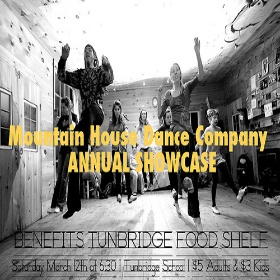 Mountain House Dance Company
ANNUAL SHOWCASE
BENEFITS TUNBRIDGE FOOD SHELF
Saturday March 12th at 6:30 | Tunbridge School | $5 Adults & $3 Kids